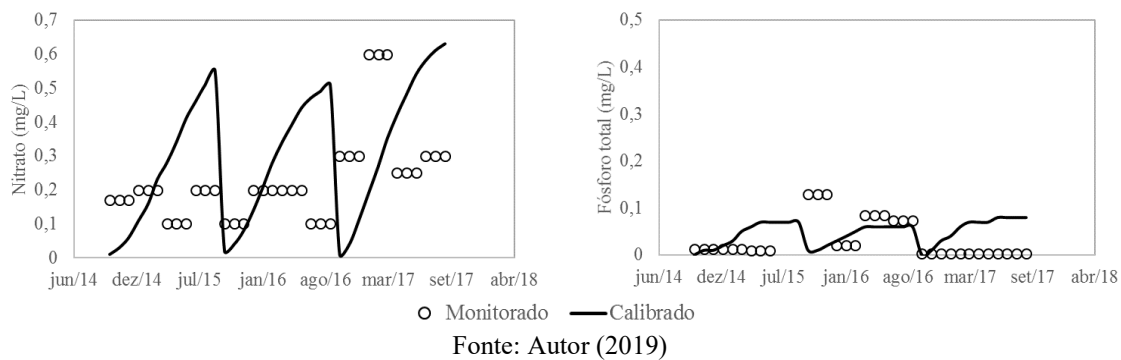 Nitrato (mg/L)
0,7
0,6
0,5
0,4
0,3
0,2
0,1
0
jun/14 dez/14 jul/15 jan/16 ago/16 mar/17 set/17 abr/18
Fósforo total (mg/L)
0,5
0,4
0,3
0,2
0,1
0
jun/14 dez/14 jul/15 jan/16 ago/16 mar/17 set/17 abr/18
Monitorado Calibrado
Fonte: Autor (2019)